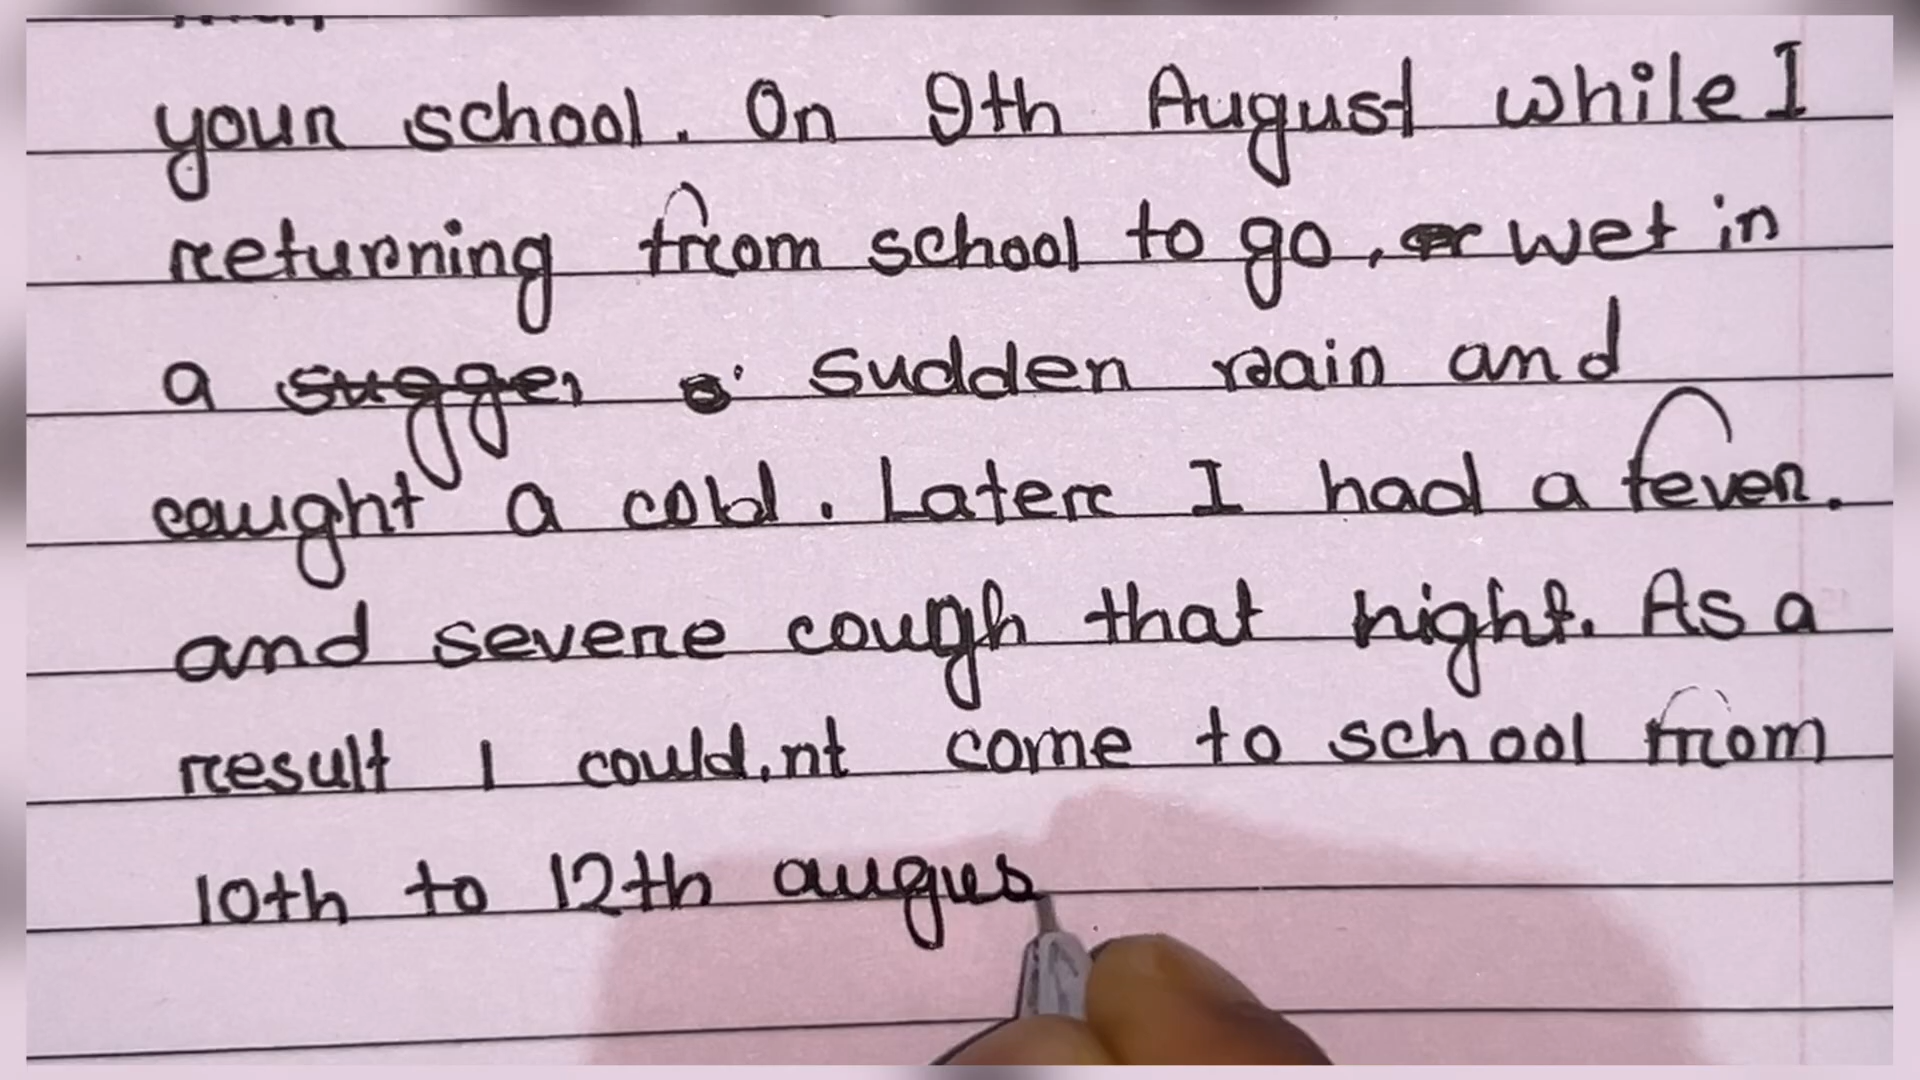 your school. On 9th August while I
returning from school to go, wet in
a sudden rain and
caught a cold. Later I had a fever.
and severe cough that night. As a
result I could.nt come to school from
10th to 12th augus